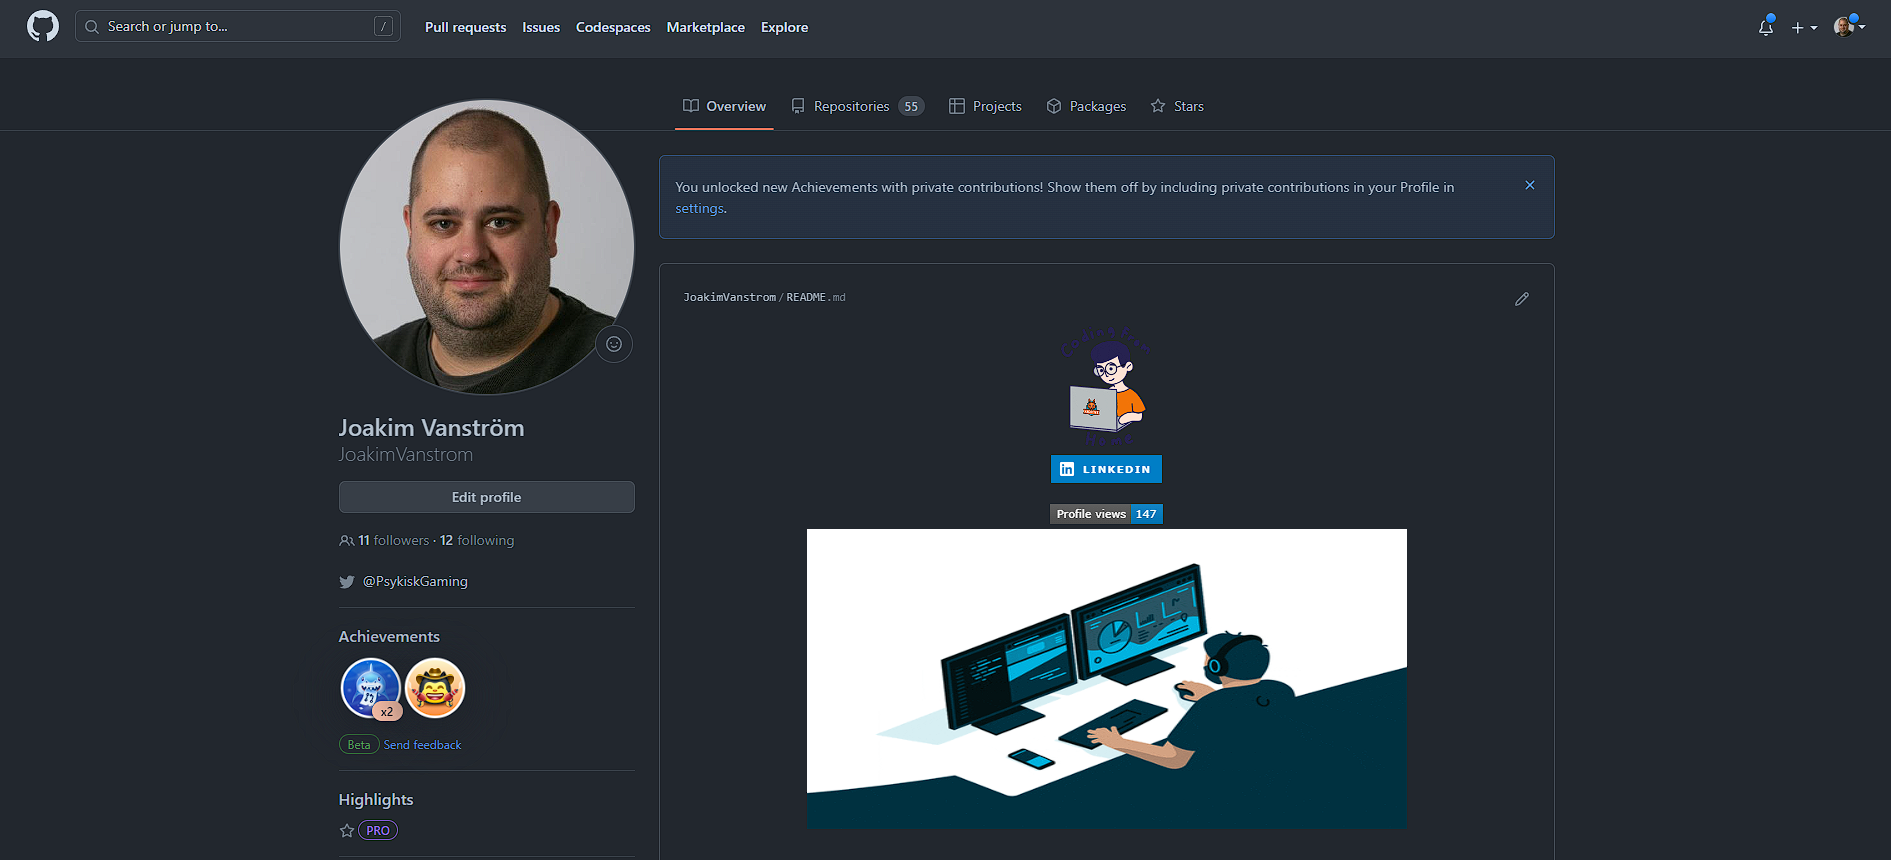 Search or jump to...
/
Pull requests
Issues
Codespaces
Marketplace
Explore
Overview
Repositories 55
Projects
Packages
Stars
You unlocked new Achievements with private contributions! Show them off by including private contributions in your Profile in
settings.
JoakimVanstrom/README.md
Home
LINKEDIN
Profile views 147
Joakim Vanström
JoakimVanstrom
Edit profile
11 followers · 12 following
@PsykiskGaming
Achievements
x2
Beta Send feedback
Highlights
PRO